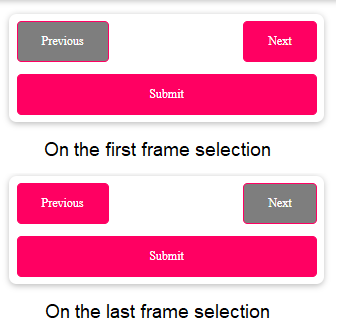 Previous Next
Submit
On the first frame selection
Previous Next
Submit
On the last frame selection